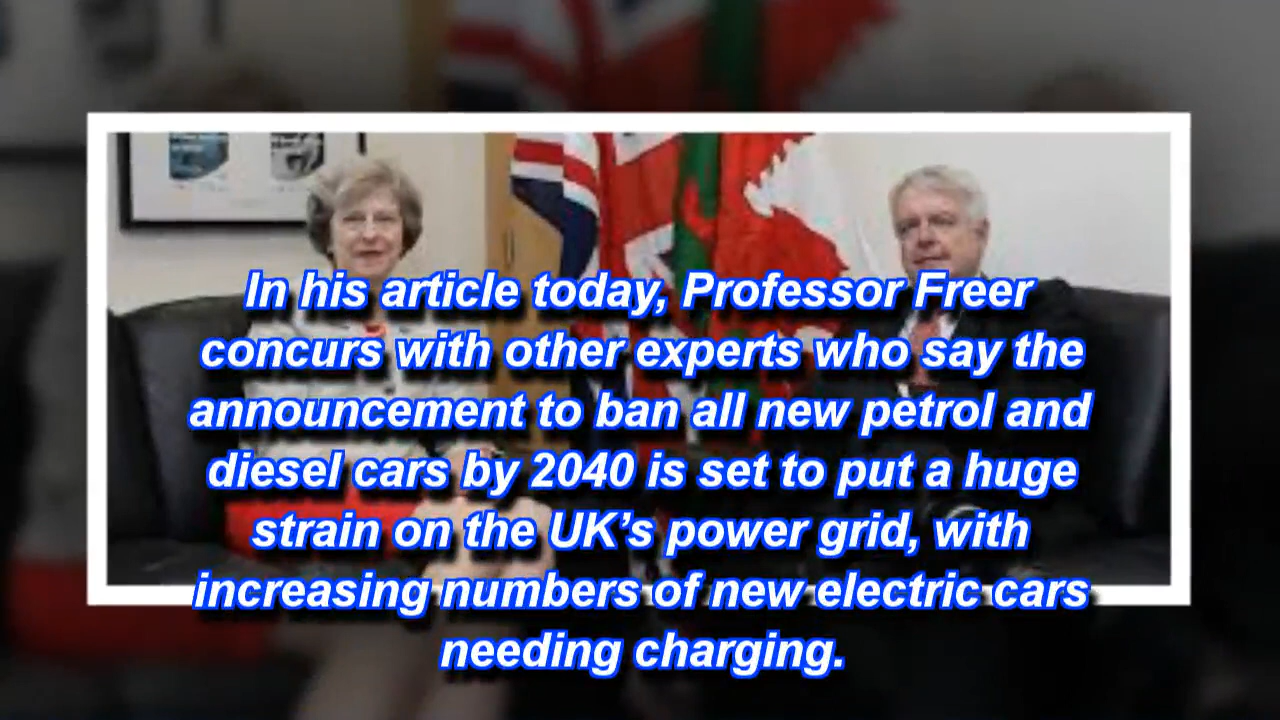 In his article today, Professor Freer
concurs with other experts who say the
announcement to ban all new petrol and
diesel cars by 2040 is set to put a huge
strain on the UK’s power grid, with
increasing numbers of new electric cars
needing charging.